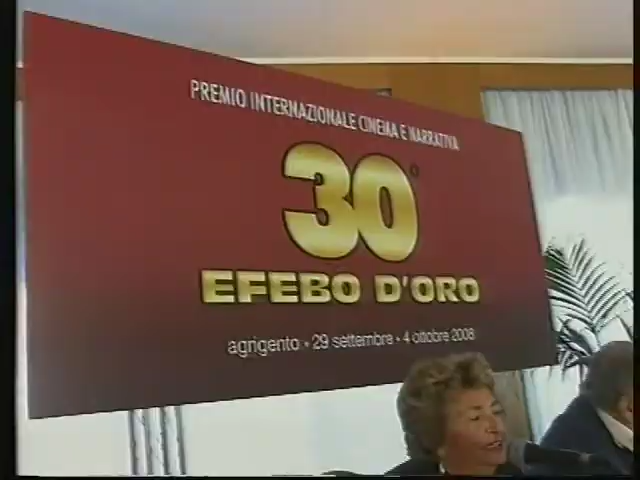 PREMIO INTERNAZIONALE CINEMA E NARRATIVA
30°
EFEBO D'ORO
agrigento • 29 settembre • 4 ottobre 2008